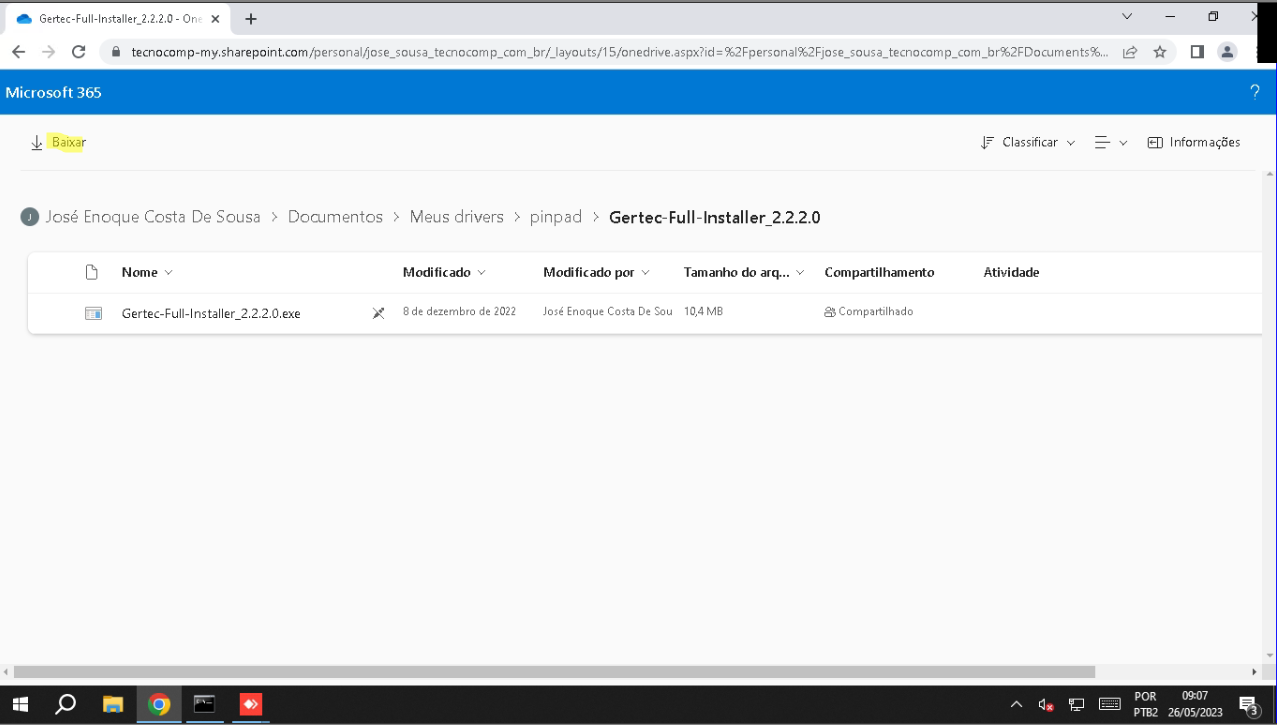 Gertec-Full-Installer_2.2.2.0 - One
tecnocomp-my.sharepoint.com/personal/jose_sousa_tecnocomp_com_br/_layouts/15/onedrive.aspx?id=%2Fpersonal%2Fjose_sousa_tecnocomp_com_br%2FDocuments%...
Microsoft 365
?
Baixar
Classificar
Informações
J José Enoque Costa De Sousa > Documentos > Meus drivers > pinpad > Gertec-Full-Installer_2.2.2.0
Nome Modificado Modificado por Tamanho do arq... Compartilhamento Atividade
Gertec-Full-Installer_2.2.2.0.exe 8 de dezembro de 2022 José Enoque Costa De Sou 10,4 MB Compartilhado
POR 09:07
PTB2 26/05/2023 3